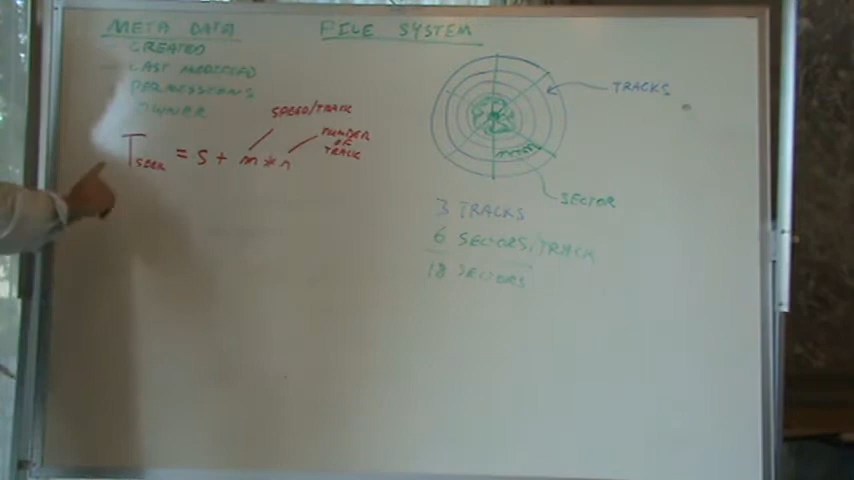 META DATA
CREATED
LAST MODIFIED
PERMISSIONS
OWNER
FILE SYSTEM
TRACKS
SPEED/TRACK
NUMBER
OF
TRACK
T SEEK = S + m * n
SECTOR
3 TRACKS
6 SECTORS/TRACK
18 SECTORS